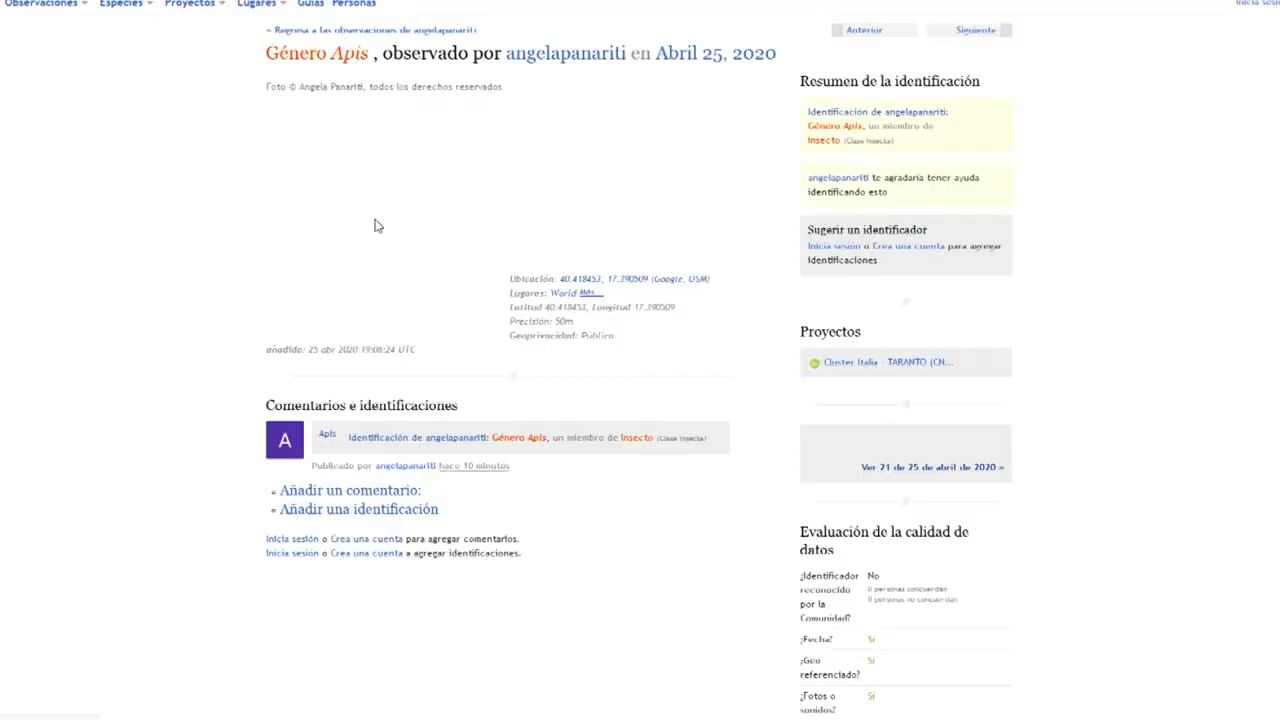 Observaciones Especies Proyectos Lugares Guías Personas
Inicia sesi
« Regresa a las observaciones de angelapanariti
Género Apis , observado por angelapanariti en Abril 25, 2020
Foto © Angela Panariti, todos los derechos reservados
Ubicación: 40.418453, 17.390509 (Google, OSM)
Lugares: World Más...
Latitud 40.418453, Longitud 17.390509
Precisión: 50m
Geoprivacidad: Publico
añadido: 25 abr 2020 19:06:24 UTC
Comentarios e identificaciones
A
Apis
Identificación de angelapanariti: Género Apis, un miembro de insecto (Clase Insecta)
Publicado por angelapanariti hace 10 minutos
Añadir un comentario:
Añadir una identificación
Inicia sesión o Crea una cuenta para agregar comentarios.
Inicia sesión o Crea una cuenta a agregar identificaciones.
Anterior Siguiente
Resumen de la identificación
Identificación de angelapanariti:
Género Apis, un miembro de
insecto (Clase Insecta)
angelapanariti te agradaría tener ayuda
identificando esto
Sugerir un identificador
Inicia sesión o Crea una cuenta para agregar
identificaciones
Proyectos
Cluster Italia - TARANTO (CN...
Ver 21 de 25 de abril de 2020 »
Evaluación de la calidad de
datos
¿Identificador No
reconocido 0 personas concuerdan
por la 0 personas no concuerdan
Comunidad?
¿Fecha? Sí
¿Geo Sí
referenciado?
¿Fotos o Sí
sonidos?